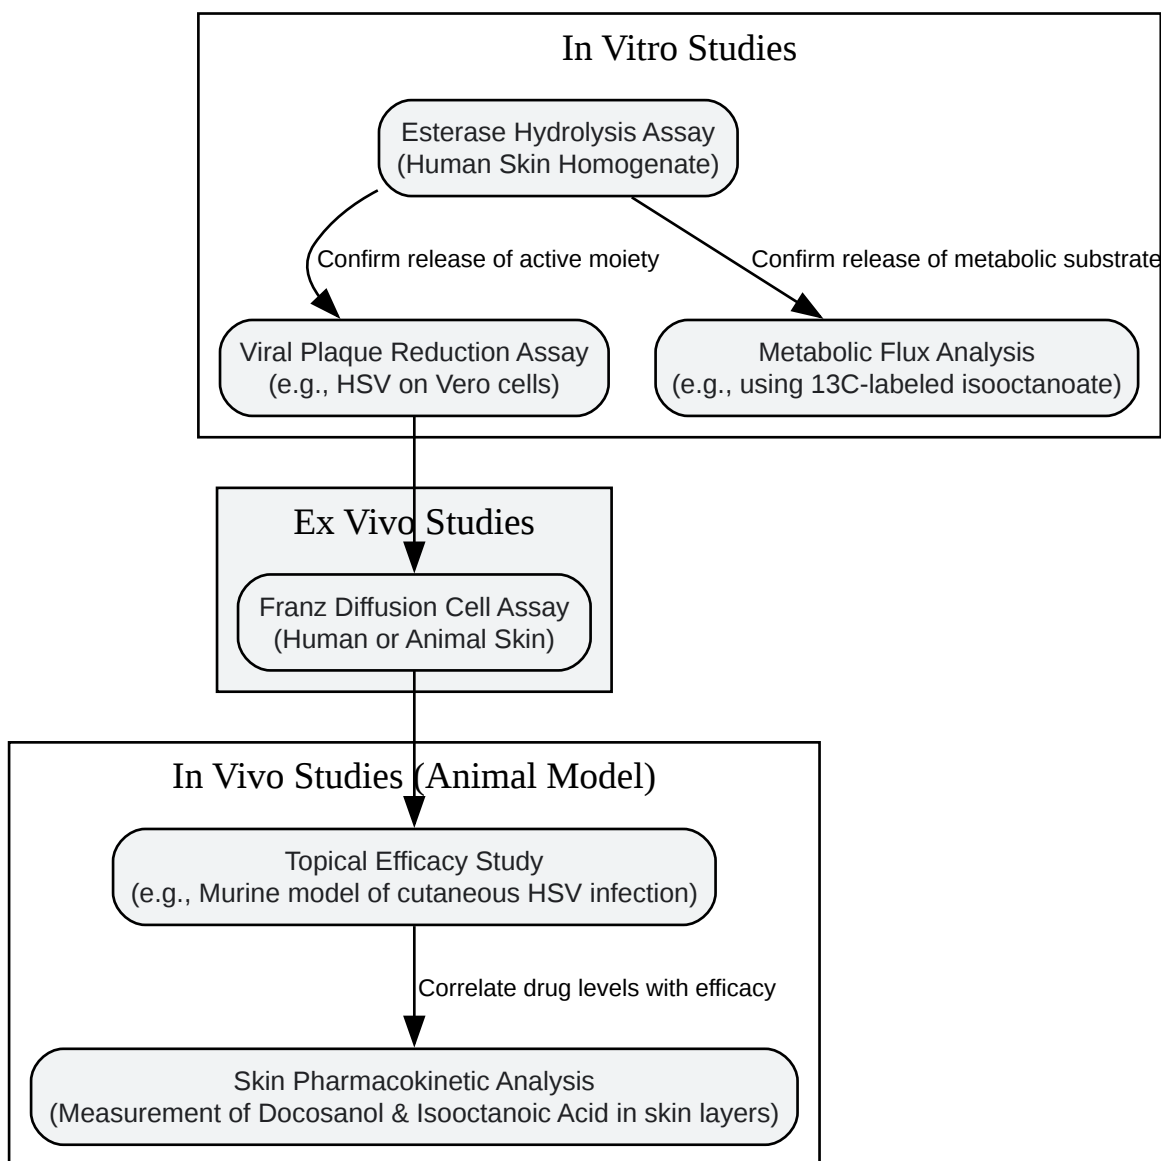 In Vitro Studies
Esterase Hydrolysis Assay
(Human Skin Homogenate)
Confirm release of active moiety
Confirm release of metabolic substrate
Viral Plaque Reduction Assay
(e.g., HSV on Vero cells)
Metabolic Flux Analysis
(e.g., using 13C-labeled isooctanoate)
Ex Vivo Studies
Franz Diffusion Cell Assay
(Human or Animal Skin)
In Vivo Studies (Animal Model)
Topical Efficacy Study
(e.g., Murine model of cutaneous HSV infection)
Correlate drug levels with efficacy
Skin Pharmacokinetic Analysis
(Measurement of Docosanol & Isooctanoic Acid in skin layers)